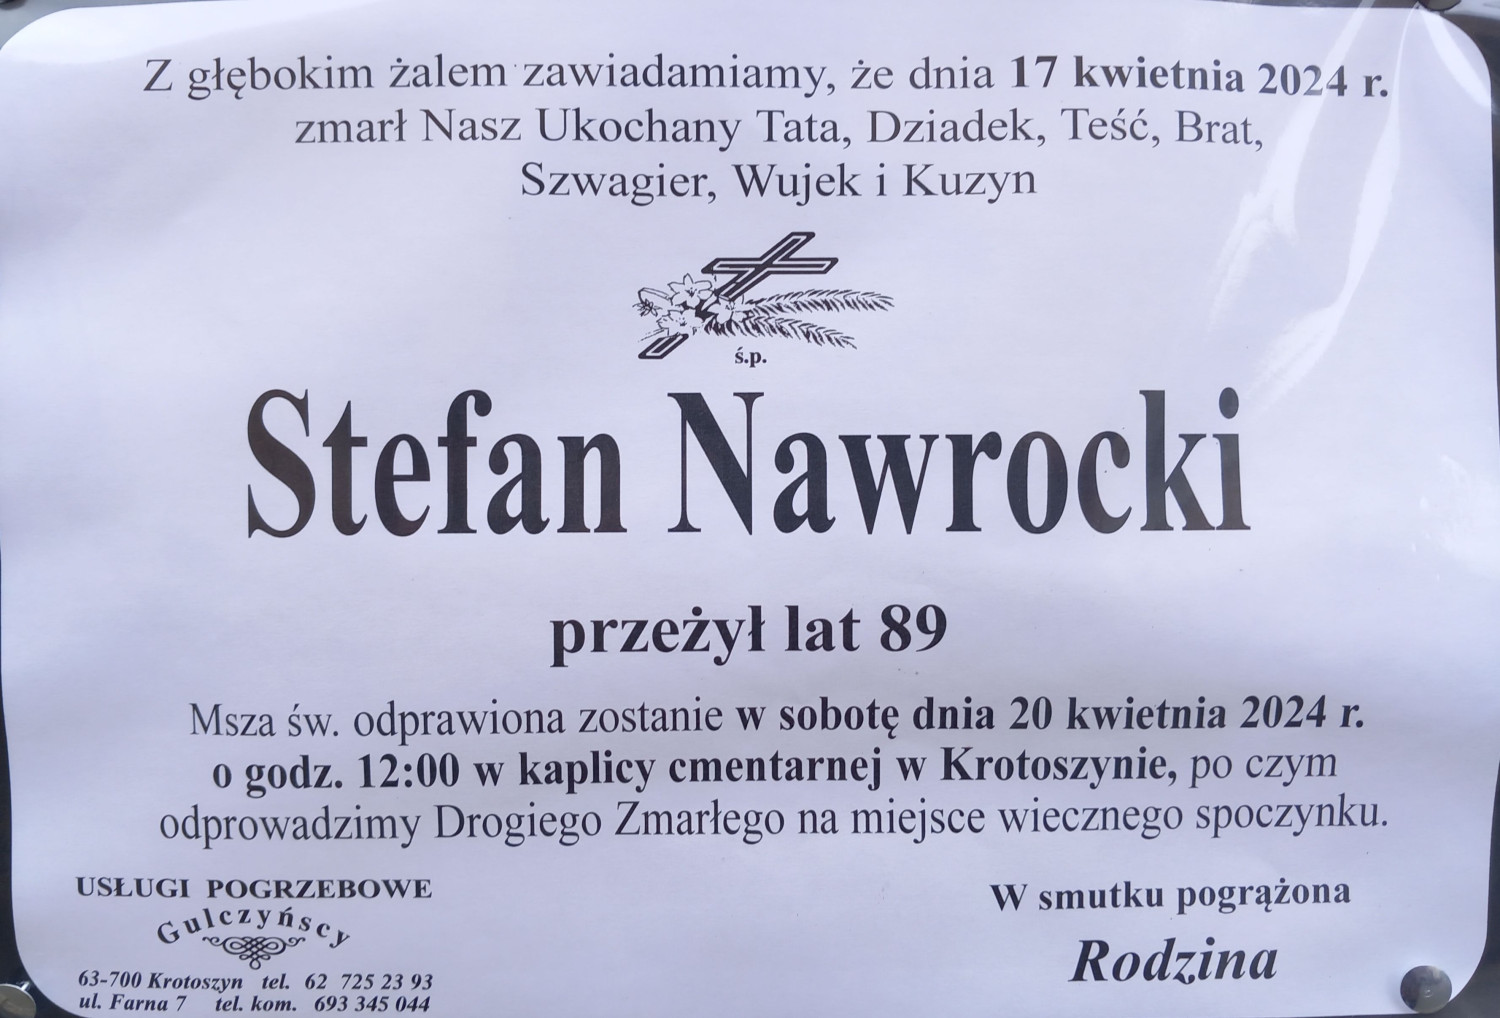 Z głębokim żalem zawiadamiamy, że dnia 17 kwietnia 2024 r.
zmarł Nasz Ukochany Tata, Dziadek, Teść, Brat,
Szwagier, Wujek i Kuzyn
ś.p.
Stefan Nawrocki
przeżył lat 89
Msza św. odprawiona zostanie w sobotę dnia 20 kwietnia 2024 r.
o godz. 12:00 w kaplicy cmentarnej w Krotoszynie, po czym
odprowadzimy Drogiego Zmarłego na miejsce wiecznego spoczynku.
USŁUGI POGRZEBOWE
Gulczyńscy
63-700 Krotoszyn tel. 62 725 23 93
ul. Farna 7 tel. kom. 693 345 044
W smutku pogrążona
Rodzina